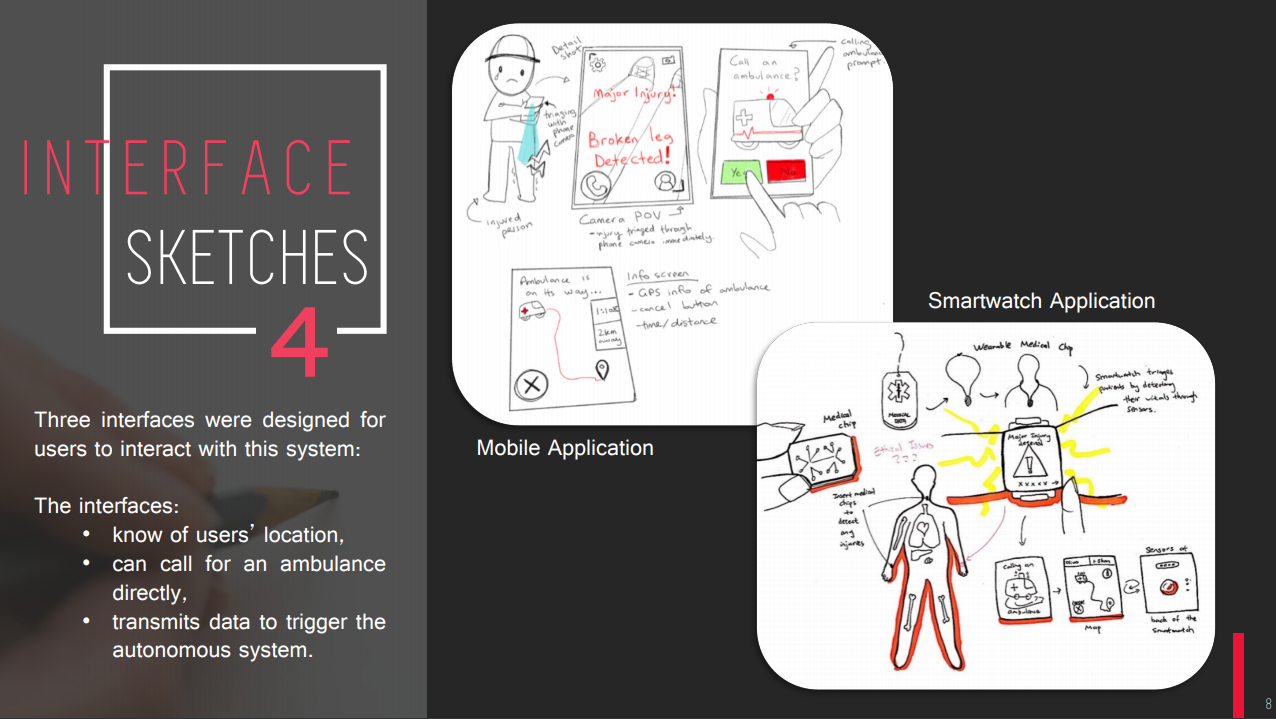 INTERFACE
SKETCHES
4
Three interfaces were designed for
users to interact with this system:
The interfaces:
• know of users' location,
• can call for an ambulance
directly,
• transmits data to trigger the
autonomous system.
Detail
shot
triaging
with
phone
camera
injured
person
Major Injury!
Broken leg
Detected!
Camera POV
- injury triaged through
phone camera immediately.
calling
ambulance
prompt.
Call an
ambulance?
Yes
No
Ambulance is
on its way...
2km
away
Info screen
- GPS info of ambulance
- cancel button
- time/distance
Mobile Application
Smartwatch Application
Wearable Medical Chip
Smartwatch triages
patients by detecting
their vitals through
sensors.
MEDICAL
Medical
chip
Ethical Issues
???
Major Injury
xxxxx
Insert medical
chips
to
detect
any
injuries
Calling an
ambulance
Map
Sensors at
back of the
Smartwatch
8